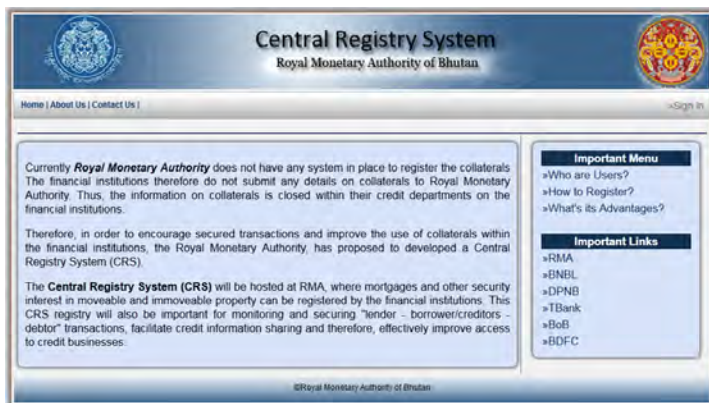 Central Registry System
Royal Monetary Authority of Bhutan
Home | About Us | Contact Us |
»Sign In
Currently Royal Monetary Authority does not have any system in place to register the collaterals
The financial institutions therefore do not submit any details on collaterals to Royal Monetary
Authority. Thus, the information on collaterals is closed within their credit departments on the
financial institutions.
Therefore, in order to encourage secured transactions and improve the use of collaterals within
the financial institutions, the Royal Monetary Authority, has proposed to developed a Central
Registry System (CRS).
The Central Registry System (CRS) will be hosted at RMA, where mortgages and other security
interest in moveable and immoveable property can be registered by the financial institutions. This
CRS registry will also be important for monitoring and securing "lender - borrower/creditors -
debtor" transactions, facilitate credit information sharing and therefore, effectively improve access
to credit businesses.
Important Menu
»Who are Users?
»How to Register?
»What's its Advantages?
Important Links
»RMA
»BNBL
»DPNB
»TBank
»BoB
»BDFC
©Royal Monetary Authority of Bhutan